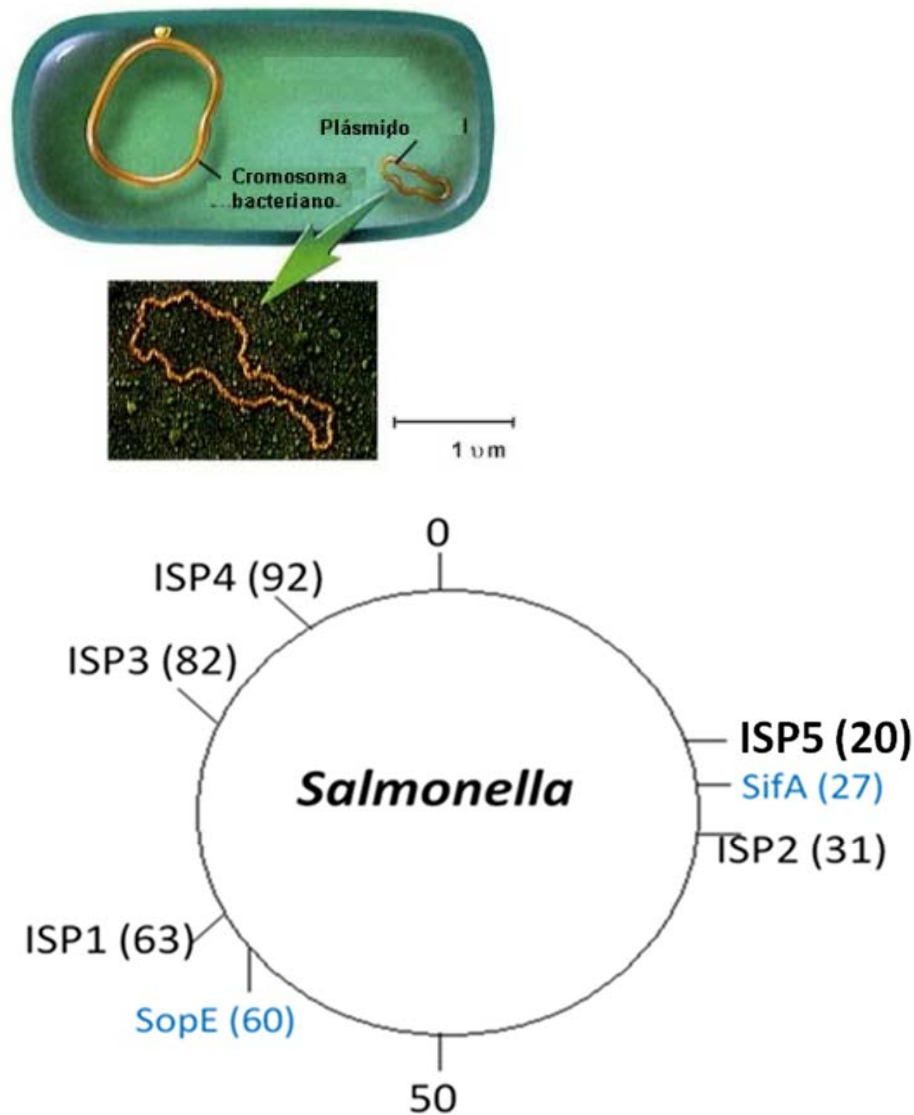 Plásmido
Cromosoma
bacteriano
1 υm
0
ISP4 (92)
ISP3 (82)
ISP5 (20)
Salmonella
SifA (27)
ISP2 (31)
ISP1 (63)
SopE (60)
50